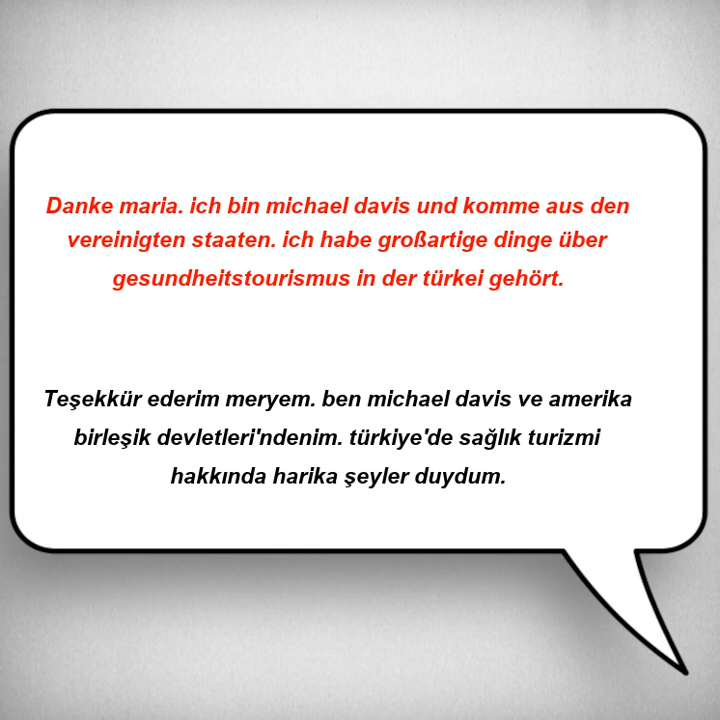 Danke maria. ich bin michael davis und komme aus den
vereinigten staaten. ich habe großartige dinge über
gesundheitstourismus in der türkei gehört.
Teşekkür ederim meryem. ben michael davis ve amerika
birleşik devletleri'ndenim. türkiye'de sağlık turizmi
hakkında harika şeyler duydum.